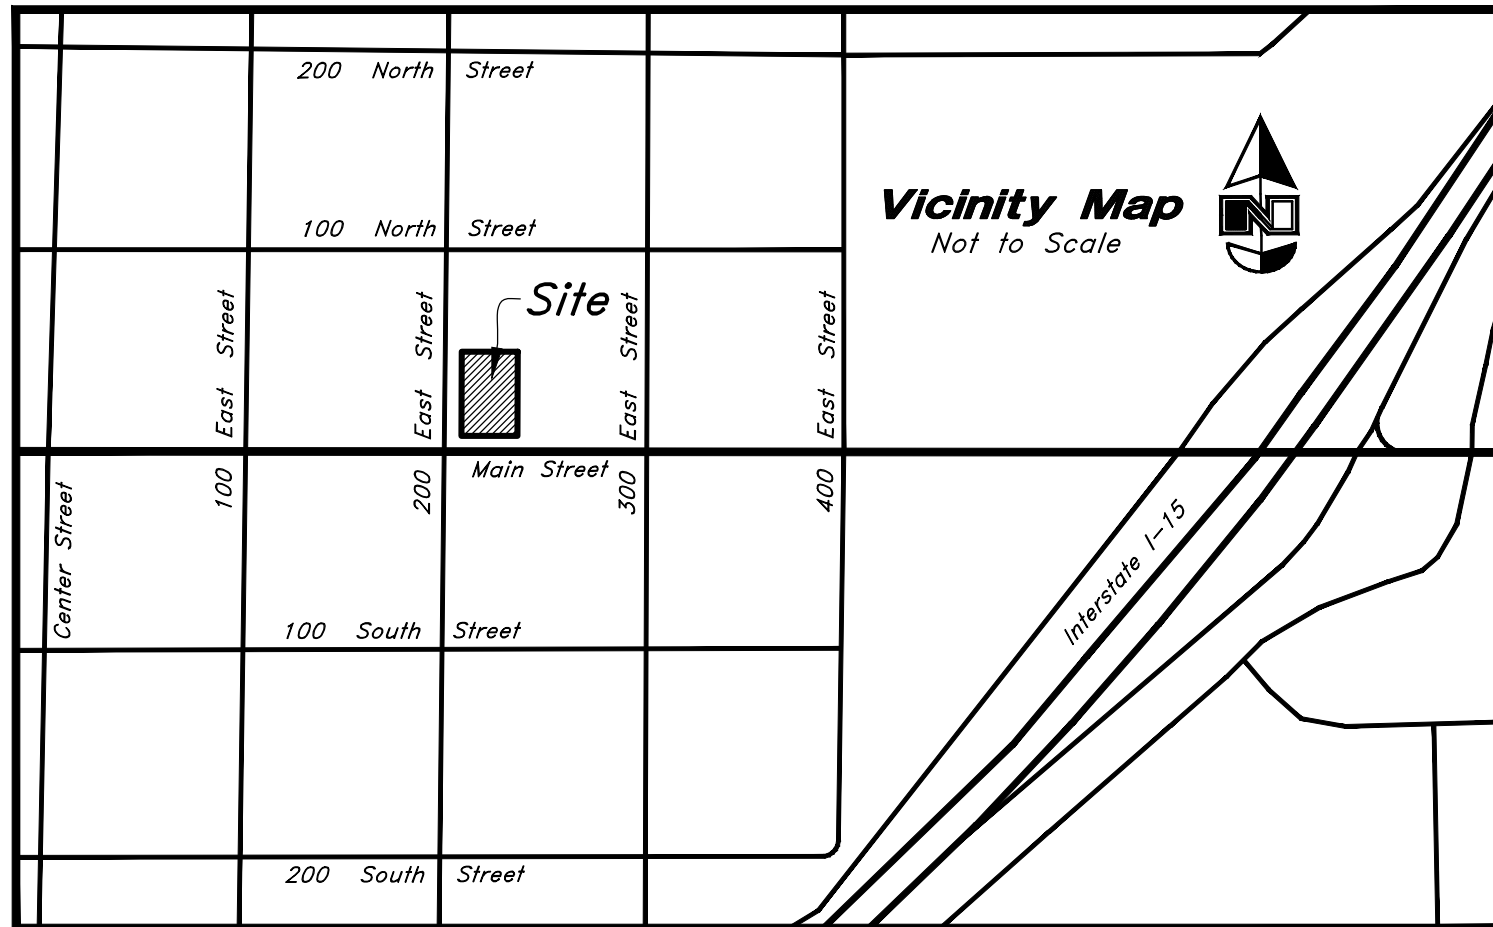 200 North Street
100 North Street
Vicinity Map
Not to Scale
N
Site
100 East Street
200 East Street
300 East Street
400 East Street
Main Street
Center Street
Interstate I-15
100 South Street
200 South Street